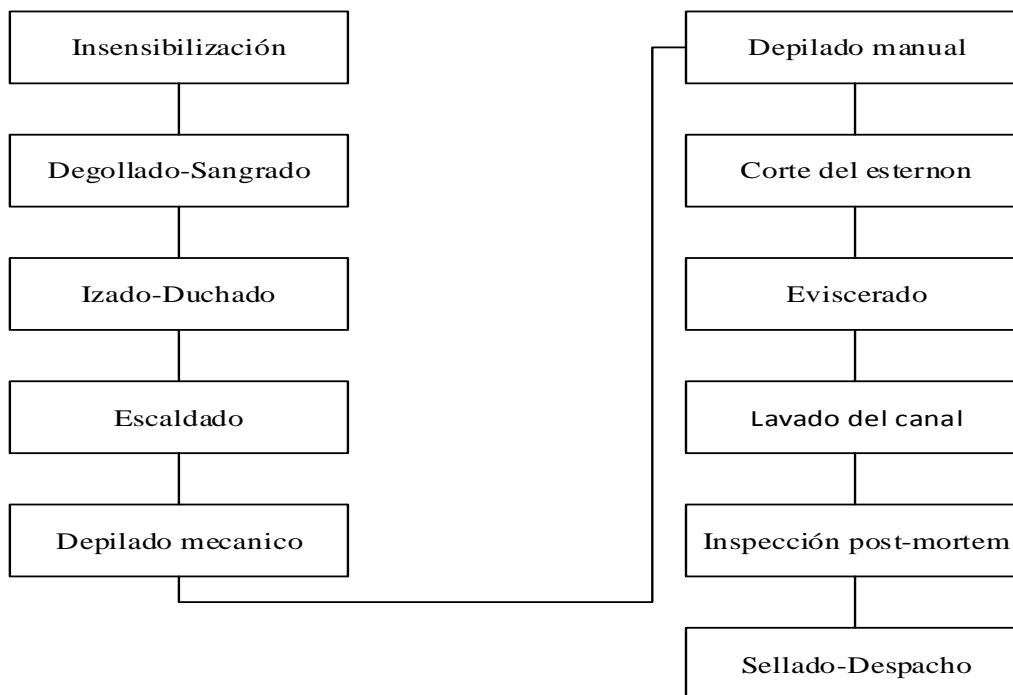 Insensibilización
Degollado-Sangrado
Izado-Duchado
Escaldado
Depilado mecanico
Depilado manual
Corte del esternon
Eviscerado
Lavado del canal
Inspección post-mortem
Sellado-Despacho